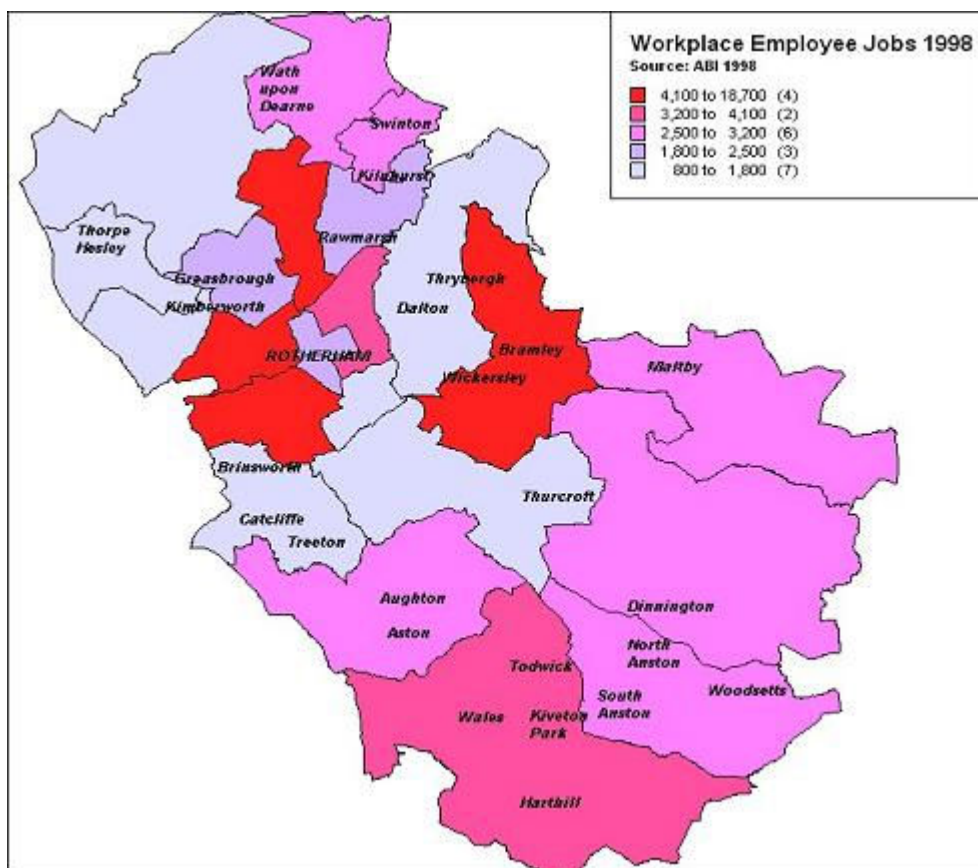 Workplace Employee Jobs 1998
Source: ABI 1998
4,100 to 18,700 (4)
3,200 to 4,100 (2)
2,500 to 3,200 (6)
1,800 to 2,500 (3)
800 to 1,800 (7)
Wath
upon
Dearne
Swinton
Kilnhurst
Thorpe
Hesley
Rawmarsh
Greasbrough
Thrybergh
Kimberworth
Dalton
ROTHERHAM
Bramley
Wickersley
Maltby
Brinsworth
Thurcroft
Catcliffe
Treeton
Aughton
Aston
Dinnington
North
Anston
Todwick
South
Anston
Woodsetts
Wales
Kiveton
Park
Harthill